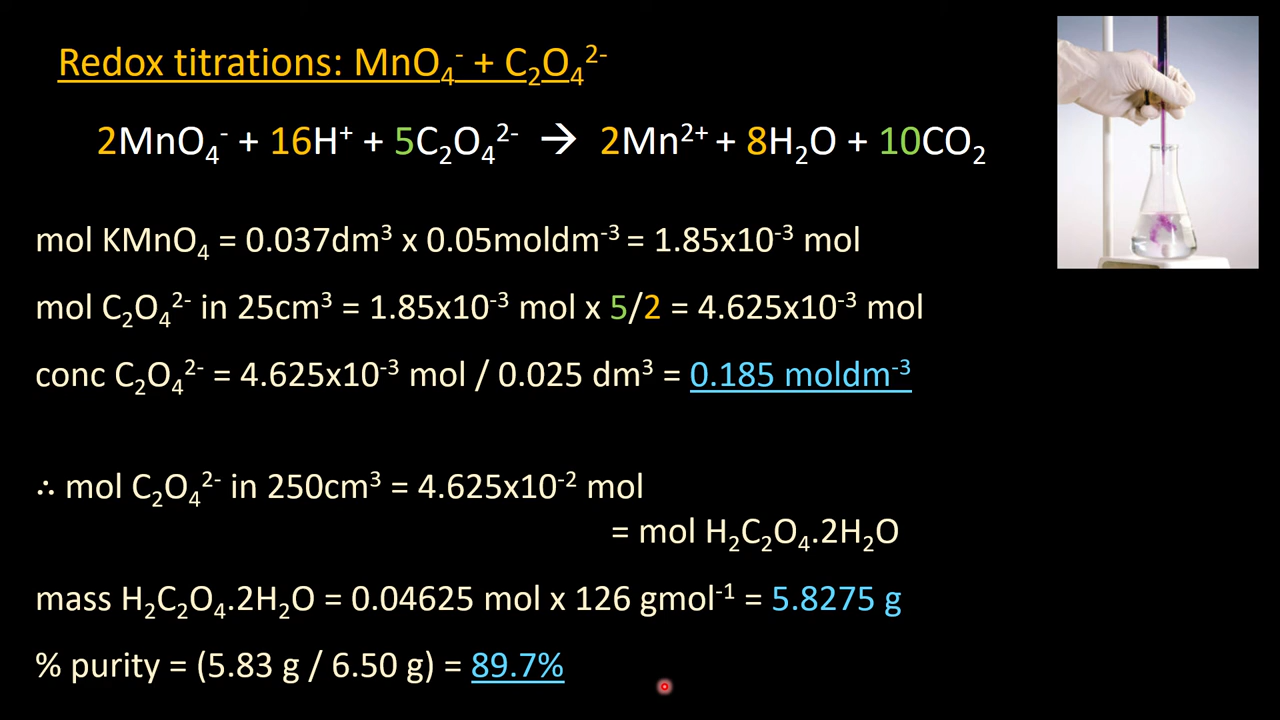 Redox titrations: MnO₄⁻ + C₂O₄²⁻
2MnO₄⁻ + 16H⁺ + 5C₂O₄²⁻ → 2Mn²⁺ + 8H₂O + 10CO₂
mol KMnO₄ = 0.037dm³ x 0.05moldm⁻³ = 1.85x10⁻³ mol
mol C₂O₄²⁻ in 25cm³ = 1.85x10⁻³ mol x 5/2 = 4.625x10⁻³ mol
conc C₂O₄²⁻ = 4.625x10⁻³ mol / 0.025 dm³ = 0.185 moldm⁻³
∴ mol C₂O₄²⁻ in 250cm³ = 4.625x10⁻² mol
= mol H₂C₂O₄.2H₂O
mass H₂C₂O₄.2H₂O = 0.04625 mol x 126 gmol⁻¹ = 5.8275 g
% purity = (5.83 g / 6.50 g) = 89.7%